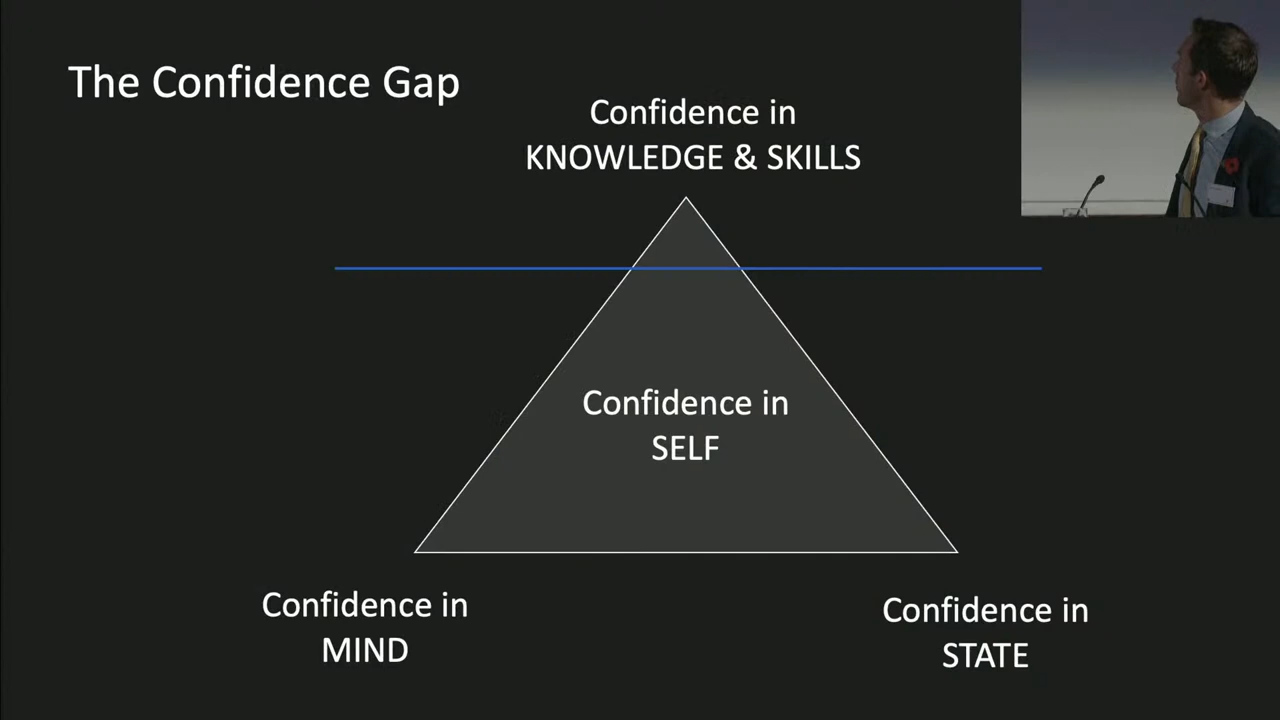 The Confidence Gap
Confidence in
KNOWLEDGE & SKILLS
Confidence in
SELF
Confidence in
MIND
Confidence in
STATE